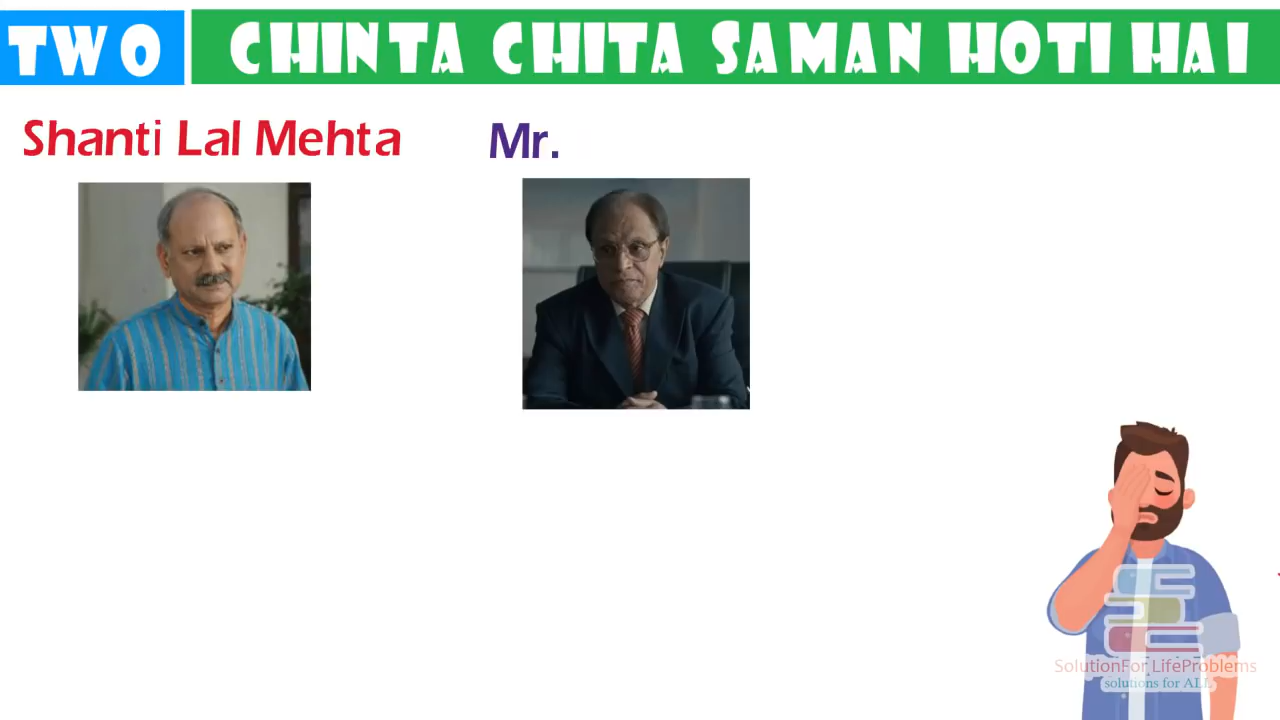 TWO CHINTA CHITA SAMAN HOTI HAI
Shanti Lal Mehta Mr.
SolutionFor LifeProblems
solutions for ALL